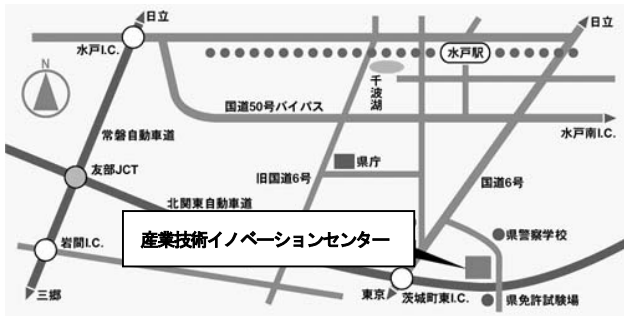 日立
日立
水戸I.C.
水戸駅
N
千波湖
国道50号バイパス
水戸南I.C.
常磐自動車道
県庁
友部JCT
旧国道6号
国道6号
北関東自動車道
産業技術イノベーションセンター
県警察学校
岩間I.C.
三郷
東京
茨城町東I.C.
県免許試験場